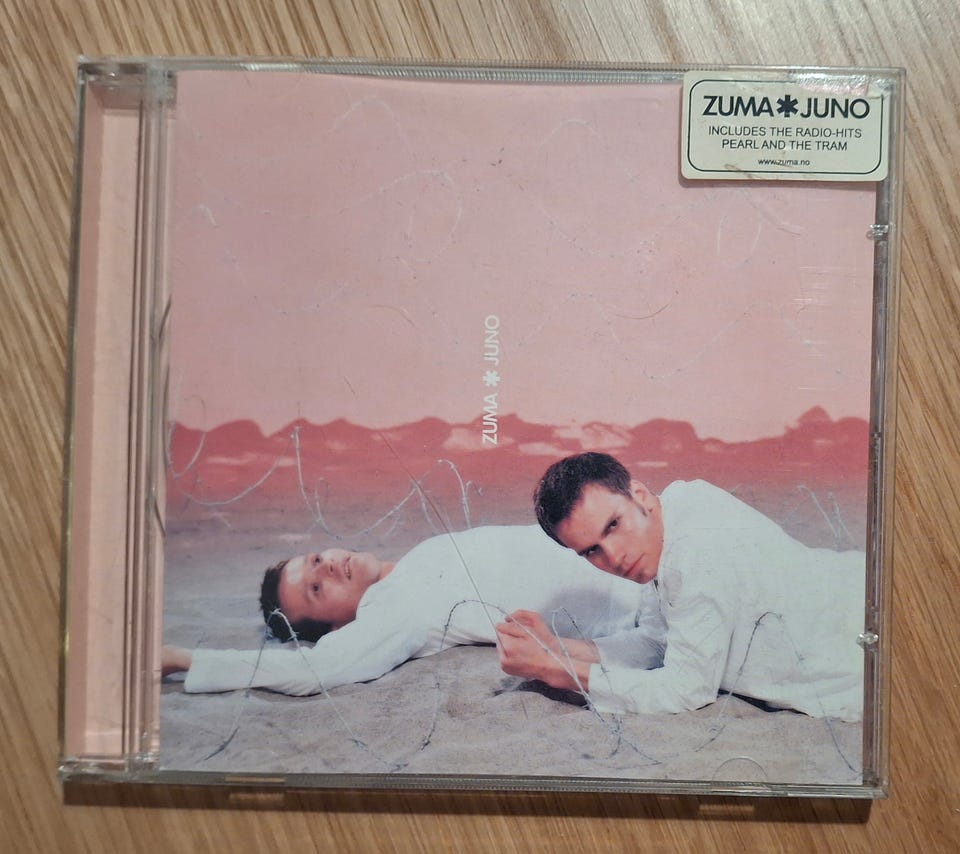 ZUMA✱JUNO
INCLUDES THE RADIO-HITS
PEARL AND THE TRAM
www.zuma.no
ZUMA ✱ JUNO